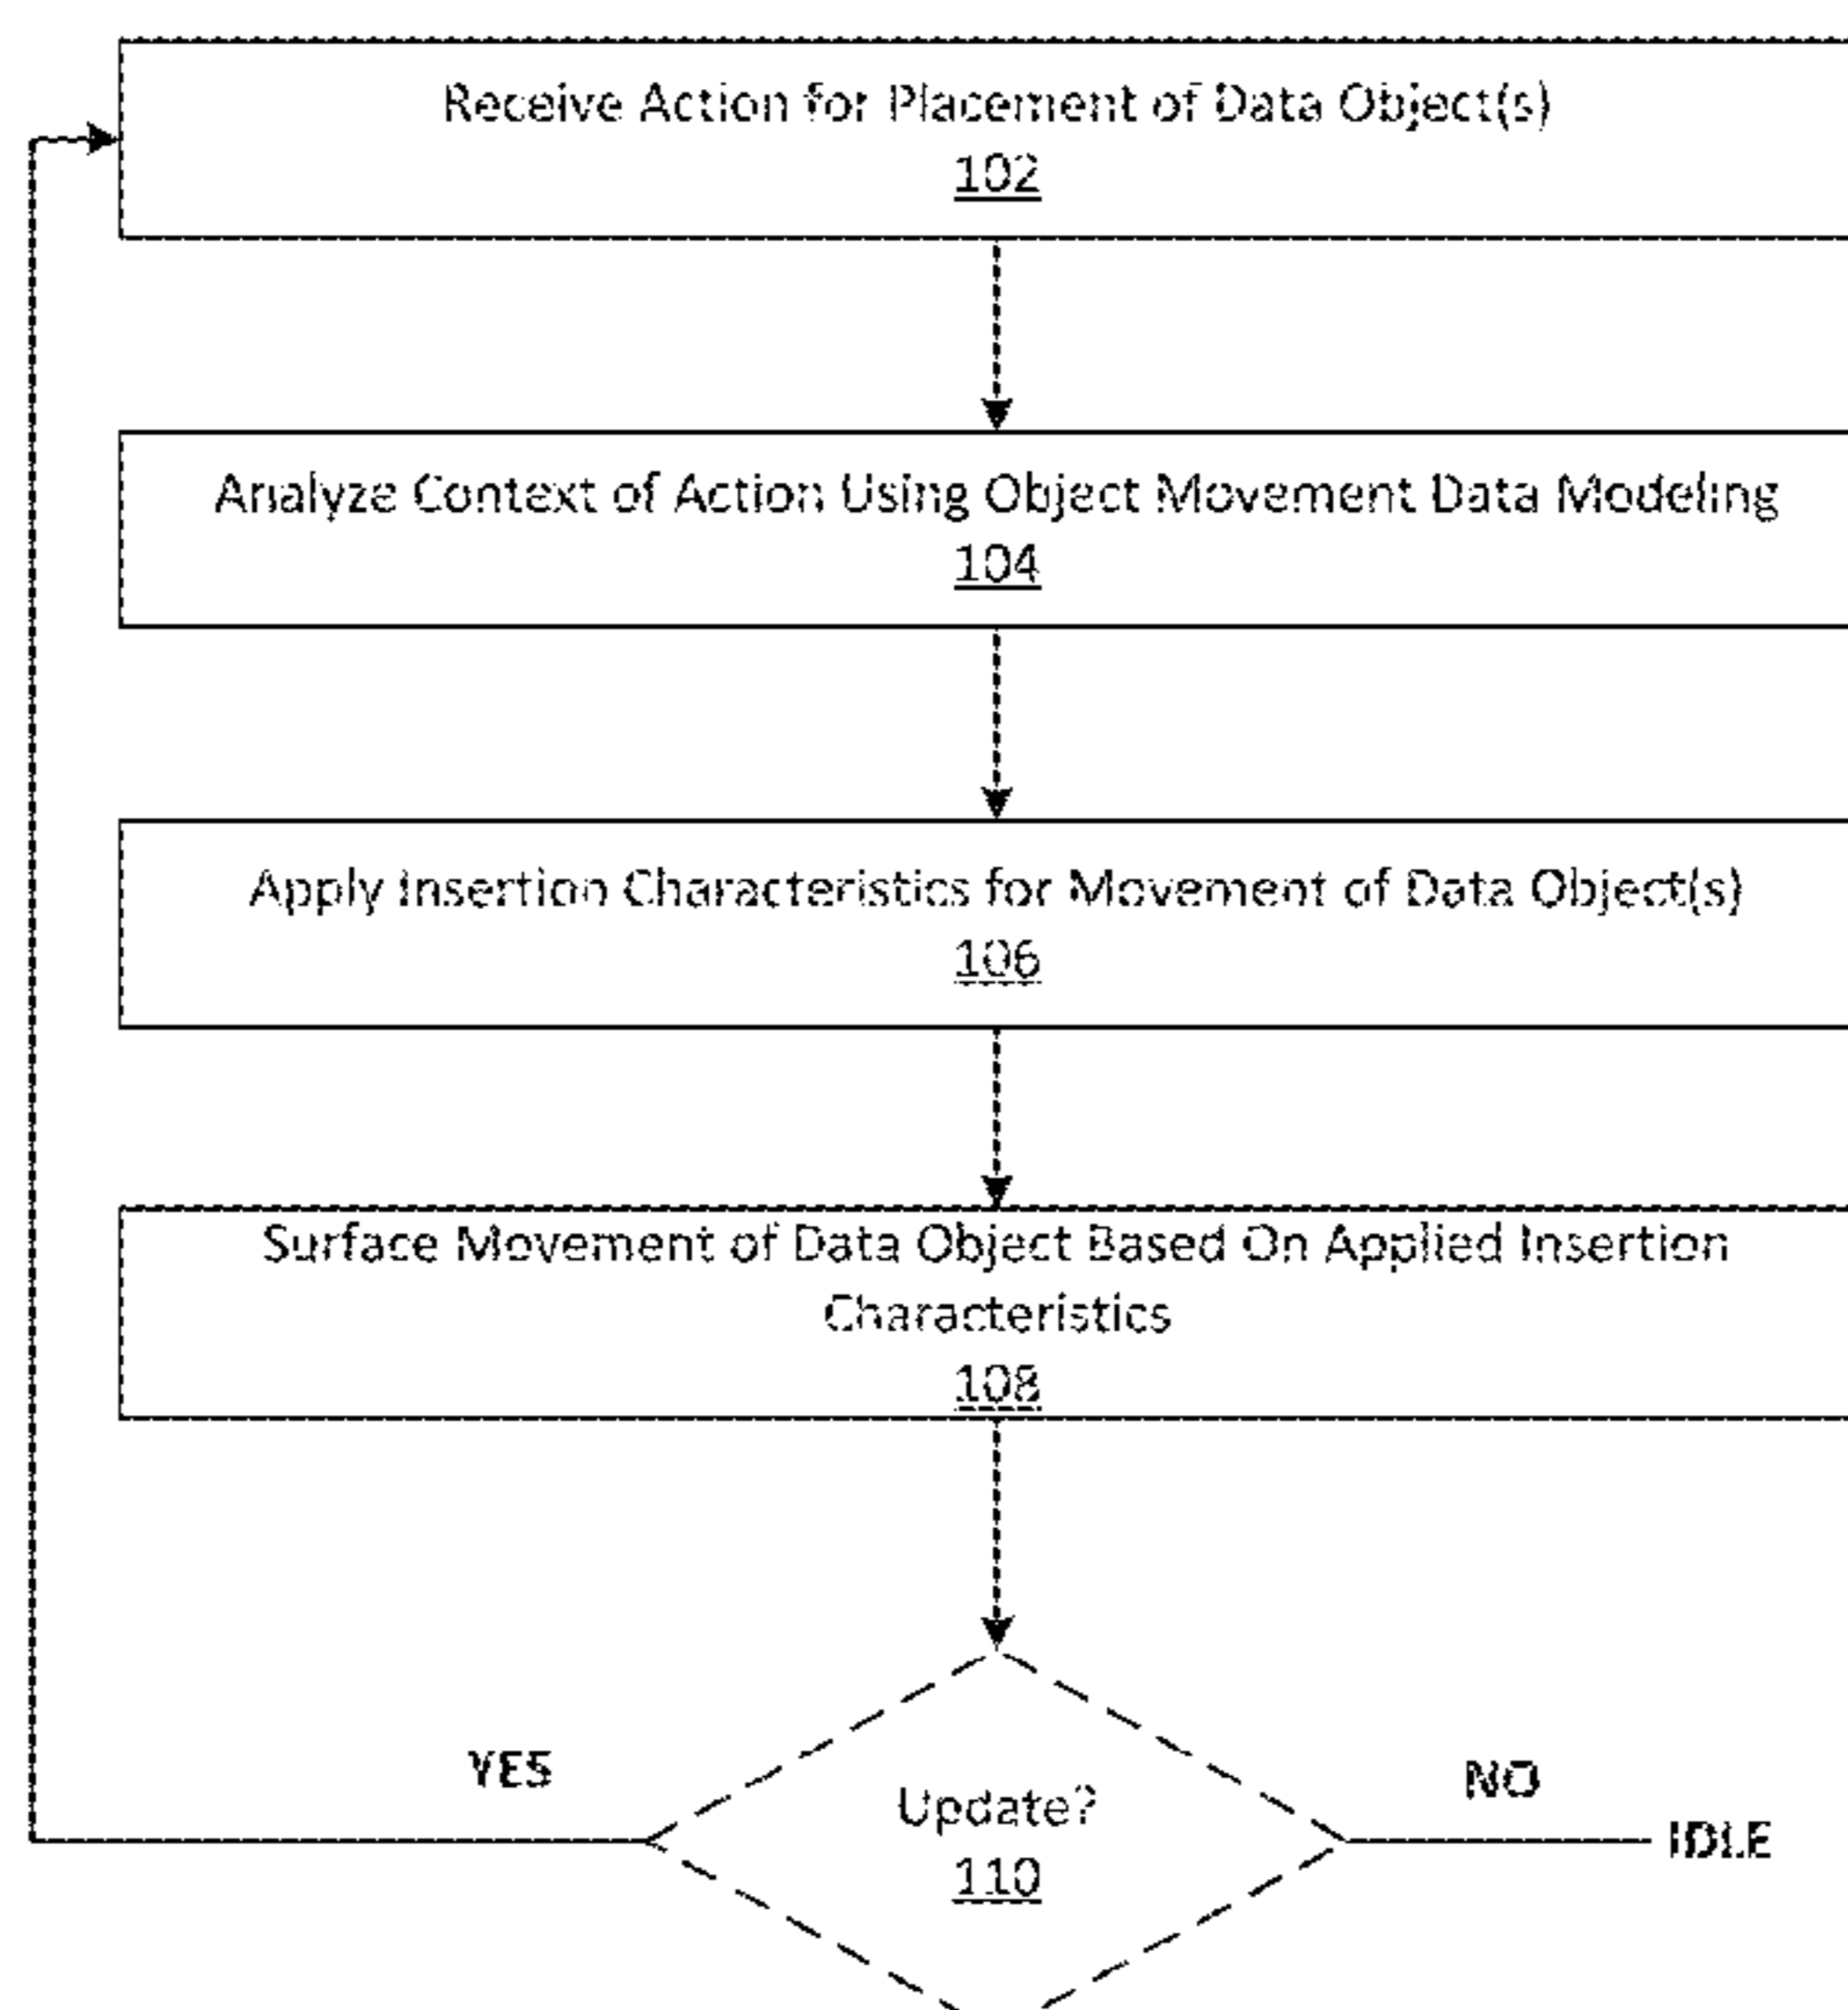 Receive Action for Placement of Data Object(s)
102
Analyze Context of Action Using Object Movement Data Modeling
104
Apply Insertion Characteristics for Movement of Data Object(s)
106
Surface Movement of Data Object Based On Applied Insertion
Characteristics
108
YES
NO
Update?
IDLE
110